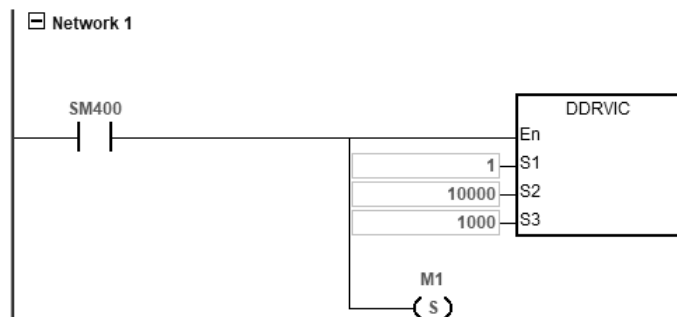 Network 1
SM400
DDRVIC
En
1 S1
10000 S2
1000 S3
M1
S